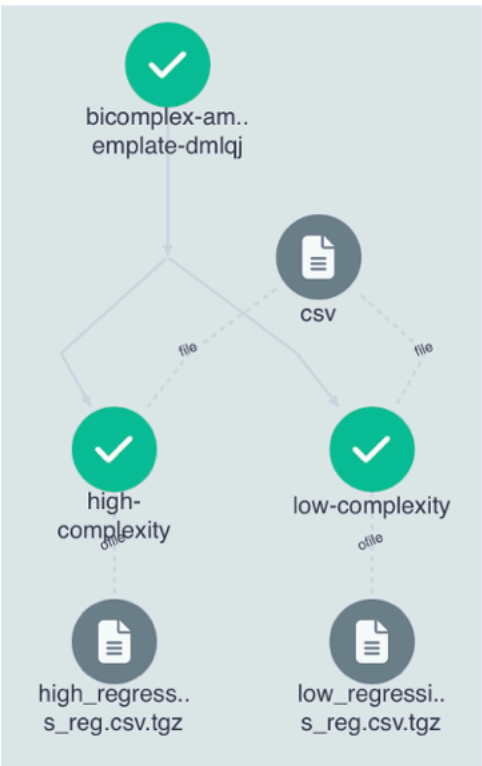 bicomplex-am..
emplate-dmlqj
csv
file
file
high-
complexity
low-complexity
ofile
ofile
high_regress..
s_reg.csv.tgz
low_regressi..
s_reg.csv.tgz